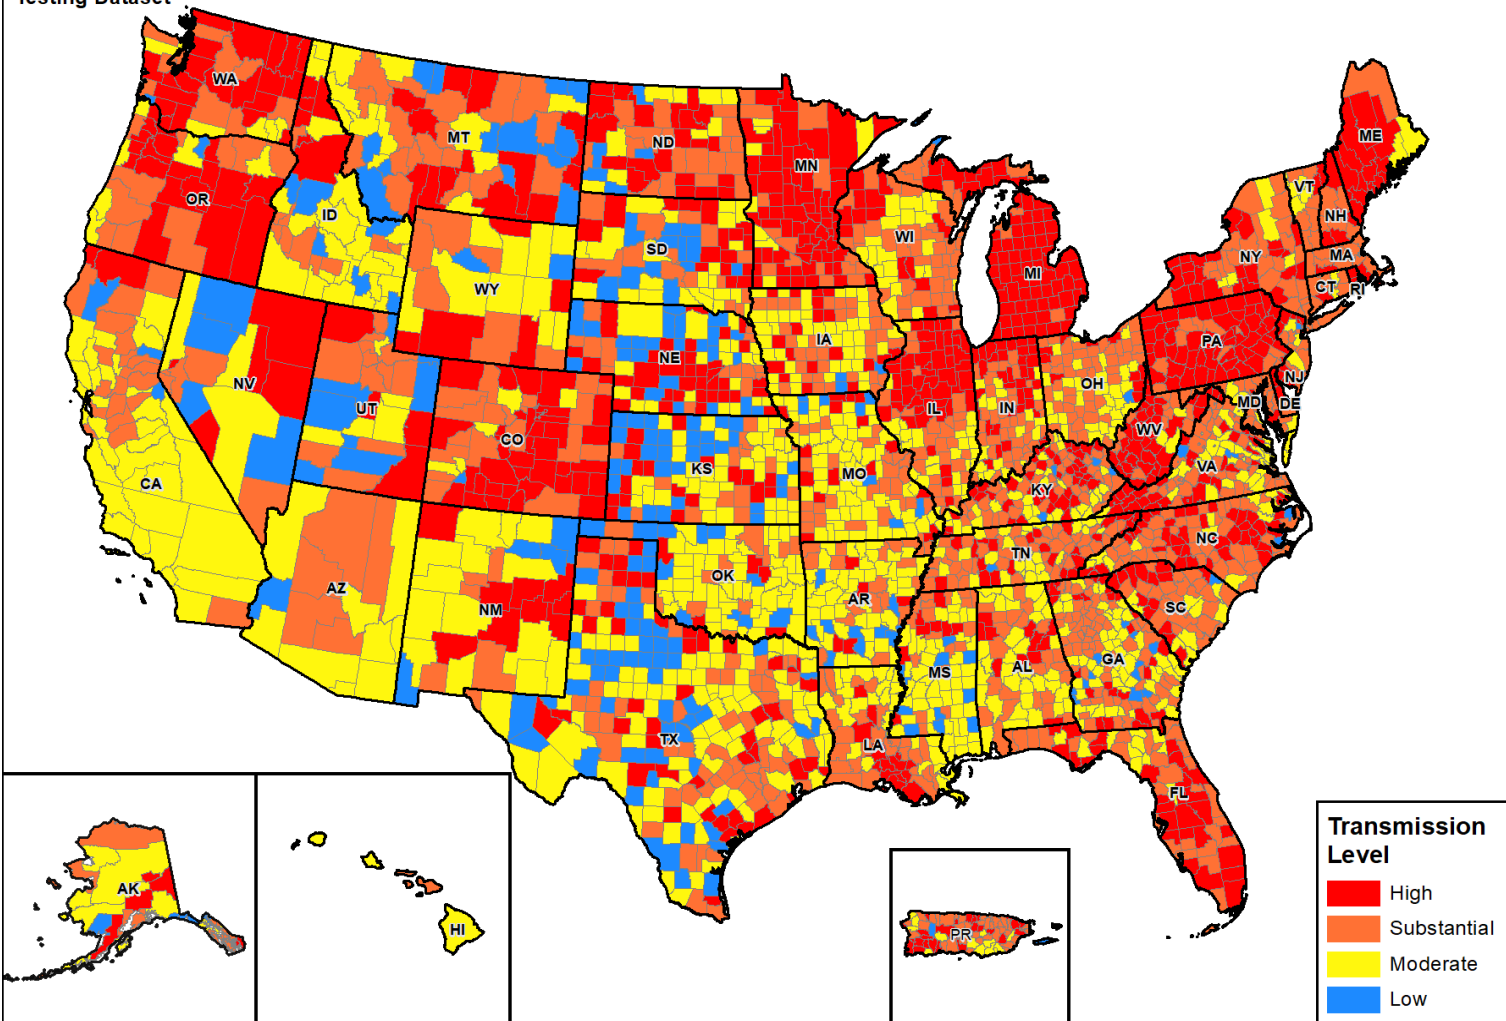 Testing Dataset
WA
MT
ND
MN
ME
OR
ID
SD
WI
VT
NH
NY
MA
MI
CT
RI
WY
IA
NE
PA
NV
UT
OH
NJ
IL
IN
MD
DE
CO
WV
KS
MO
VA
CA
KY
NC
TN
OK
AZ
AR
NM
SC
GA
AL
MS
TX
LA
FL
AK
HI
PR
Transmission
Level
High
Substantial
Moderate
Low